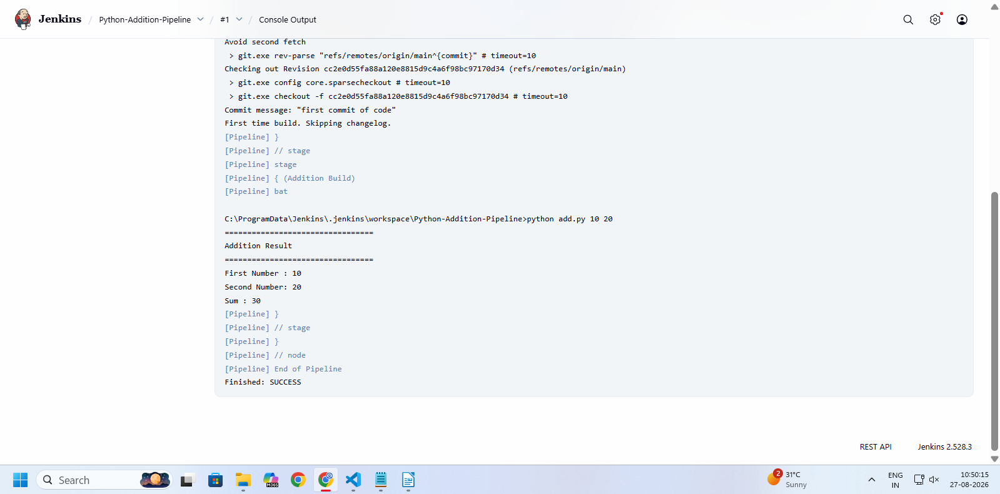 Jenkins / Python-Addition-Pipeline / #1 / Console Output
Avoid second fetch
> git.exe rev-parse "refs/remotes/origin/main^{commit}" # timeout=10
Checking out Revision cc2e0d55fa88a120e8815d9c4a6f98bc97170d34 (refs/remotes/origin/main)
> git.exe config core.sparsecheckout # timeout=10
> git.exe checkout -f cc2e0d55fa88a120e8815d9c4a6f98bc97170d34 # timeout=10
Commit message: "first commit of code"
First time build. Skipping changelog.
[Pipeline] }
[Pipeline] // stage
[Pipeline] stage
[Pipeline] { (Addition Build)
[Pipeline] bat
C:\ProgramData\Jenkins\.jenkins\workspace\Python-Addition-Pipeline>python add.py 10 20
=================================
Addition Result
=================================
First Number : 10
Second Number: 20
Sum : 30
[Pipeline] }
[Pipeline] // stage
[Pipeline] }
[Pipeline] // node
[Pipeline] End of Pipeline
Finished: SUCCESS
REST API
Jenkins 2.528.3
Search
M365
2
31°C
Sunny
ENG
IN
10:50:15
27-08-2026